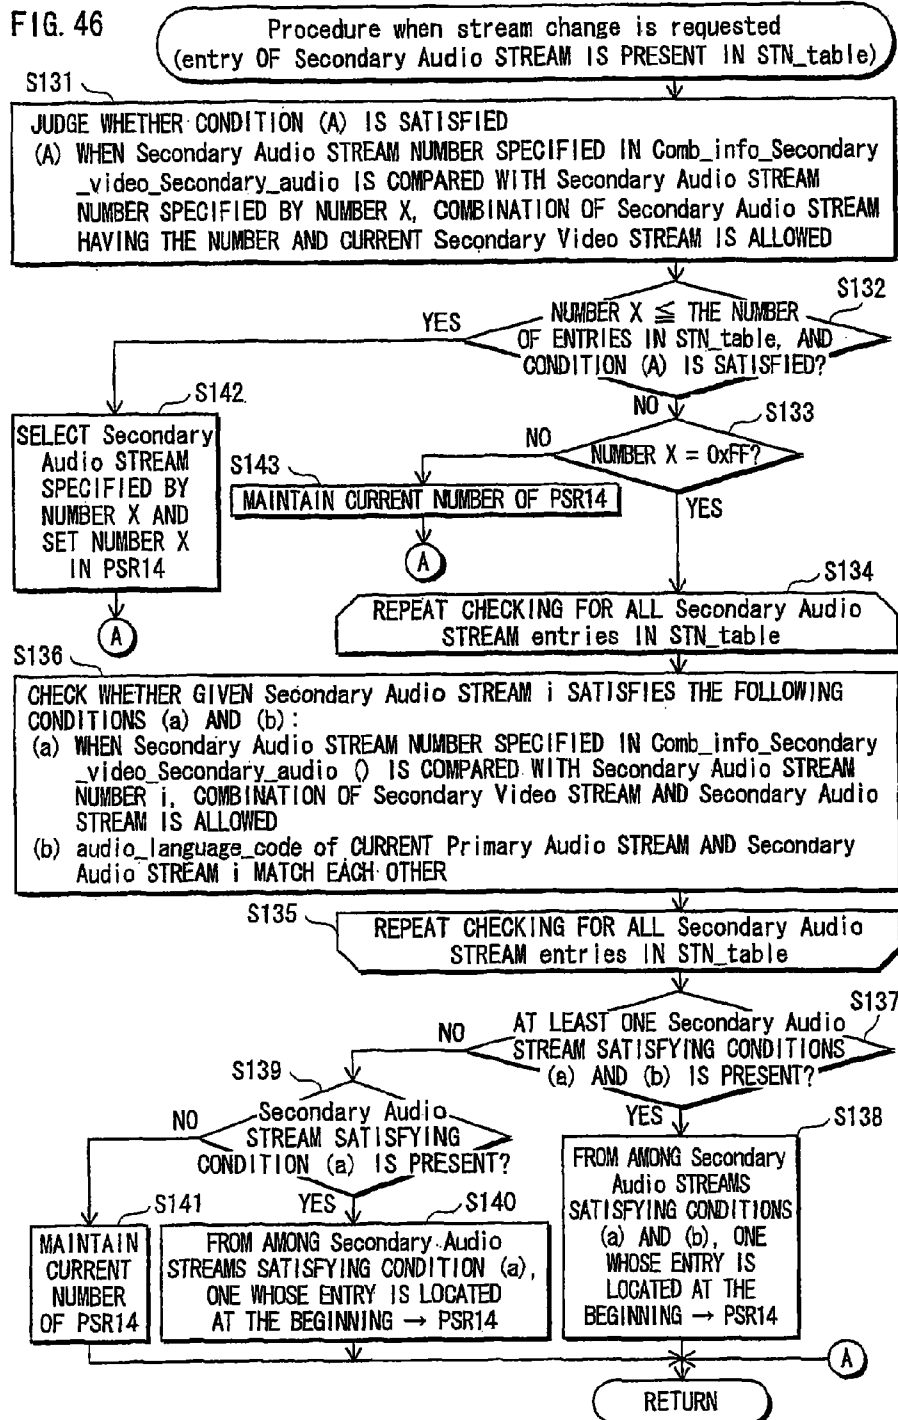 FIG. 46
Procedure when stream change is requested
(entry OF Secondary Audio STREAM IS PRESENT IN STN_table)
S131
JUDGE WHETHER CONDITION (A) IS SATISFIED
(A) WHEN Secondary Audio STREAM NUMBER SPECIFIED IN Comb_info_Secondary
_video_Secondary_audio IS COMPARED WITH Secondary Audio STREAM
NUMBER SPECIFIED BY NUMBER X, COMBINATION OF Secondary Audio STREAM
HAVING THE NUMBER AND CURRENT Secondary Video STREAM IS ALLOWED
S132
NUMBER X ≦ THE NUMBER
OF ENTRIES IN STN_table, AND
CONDITION (A) IS SATISFIED?
YES
NO
S142
SELECT Secondary
Audio STREAM
SPECIFIED BY
NUMBER X AND
SET NUMBER X
IN PSR14
A
S133
NUMBER X = 0xFF?
NO
YES
S143
MAINTAIN CURRENT NUMBER OF PSR14
A
S134
REPEAT CHECKING FOR ALL Secondary Audio
STREAM entries IN STN_table
S136
CHECK WHETHER GIVEN Secondary Audio STREAM i SATISFIES THE FOLLOWING
CONDITIONS (a) AND (b):
(a) WHEN Secondary Audio STREAM NUMBER SPECIFIED IN Comb_info_Secondary
_video_Secondary_audio () IS COMPARED WITH Secondary Audio STREAM
NUMBER i, COMBINATION OF Secondary Video STREAM AND Secondary Audio
STREAM IS ALLOWED
(b) audio_language_code of CURRENT Primary Audio STREAM AND Secondary
Audio STREAM i MATCH EACH OTHER
S135
REPEAT CHECKING FOR ALL Secondary Audio
STREAM entries IN STN_table
S137
AT LEAST ONE Secondary Audio
STREAM SATISFYING CONDITIONS
(a) AND (b) IS PRESENT?
NO
YES
S139
Secondary Audio
STREAM SATISFYING
CONDITION (a) IS PRESENT?
NO
YES
S138
FROM AMONG Secondary
Audio STREAMS
SATISFYING CONDITIONS
(a) AND (b), ONE
WHOSE ENTRY IS
LOCATED AT THE
BEGINNING → PSR14
S141
MAINTAIN
CURRENT
NUMBER
OF PSR14
S140
FROM AMONG Secondary Audio
STREAMS SATISFYING CONDITION (a),
ONE WHOSE ENTRY IS LOCATED
AT THE BEGINNING → PSR14
A
RETURN